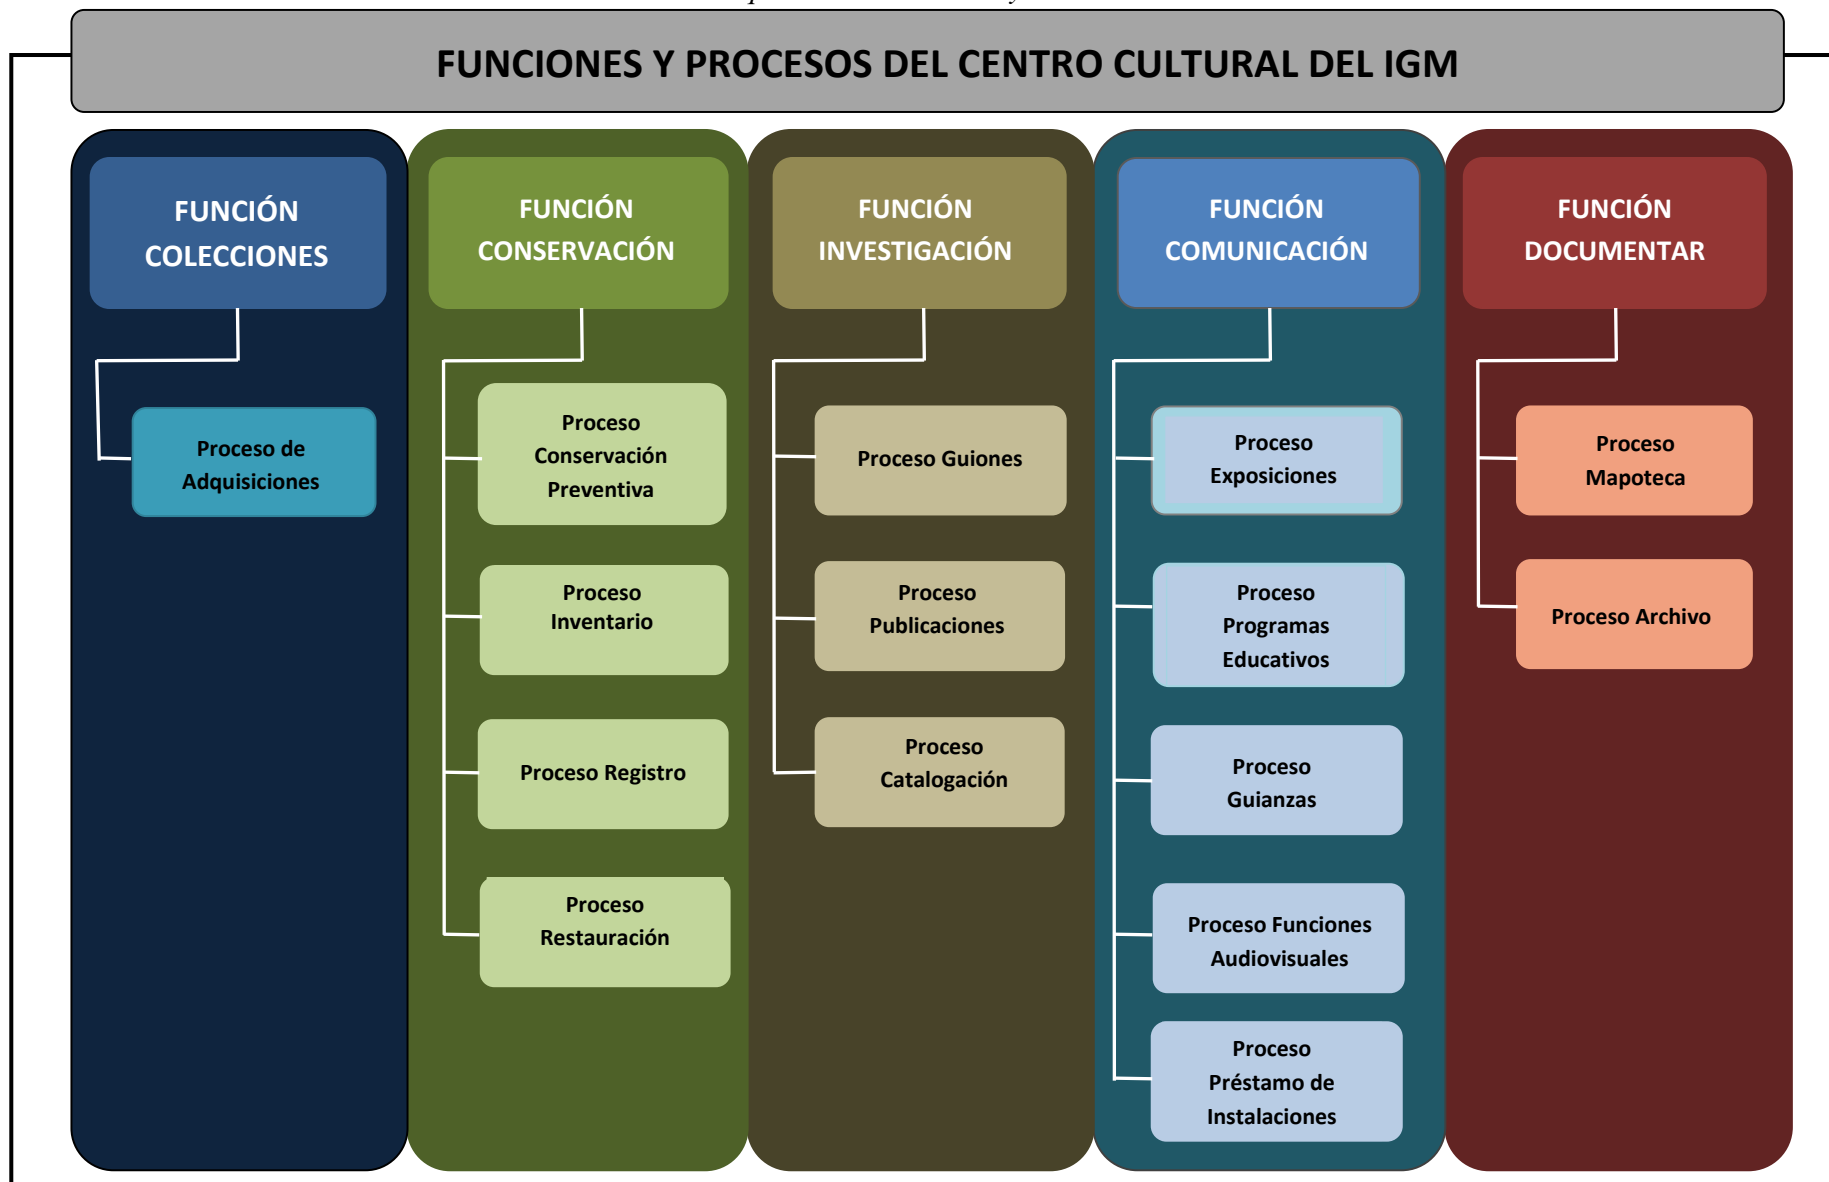 FUNCIONES Y PROCESOS DEL CENTRO CULTURAL DEL IGM
FUNCIÓN
COLECCIONES
Proceso de
Adquisiciones
FUNCIÓN
CONSERVACIÓN
Proceso
Conservación
Preventiva
Proceso
Inventario
Proceso Registro
Proceso
Restauración
FUNCIÓN
INVESTIGACIÓN
Proceso Guiones
Proceso
Publicaciones
Proceso
Catalogación
FUNCIÓN
COMUNICACIÓN
Proceso
Exposiciones
Proceso
Programas
Educativos
Proceso
Guianzas
Proceso Funciones
Audiovisuales
Proceso
Préstamo de
Instalaciones
FUNCIÓN
DOCUMENTAR
Proceso
Mapoteca
Proceso Archivo